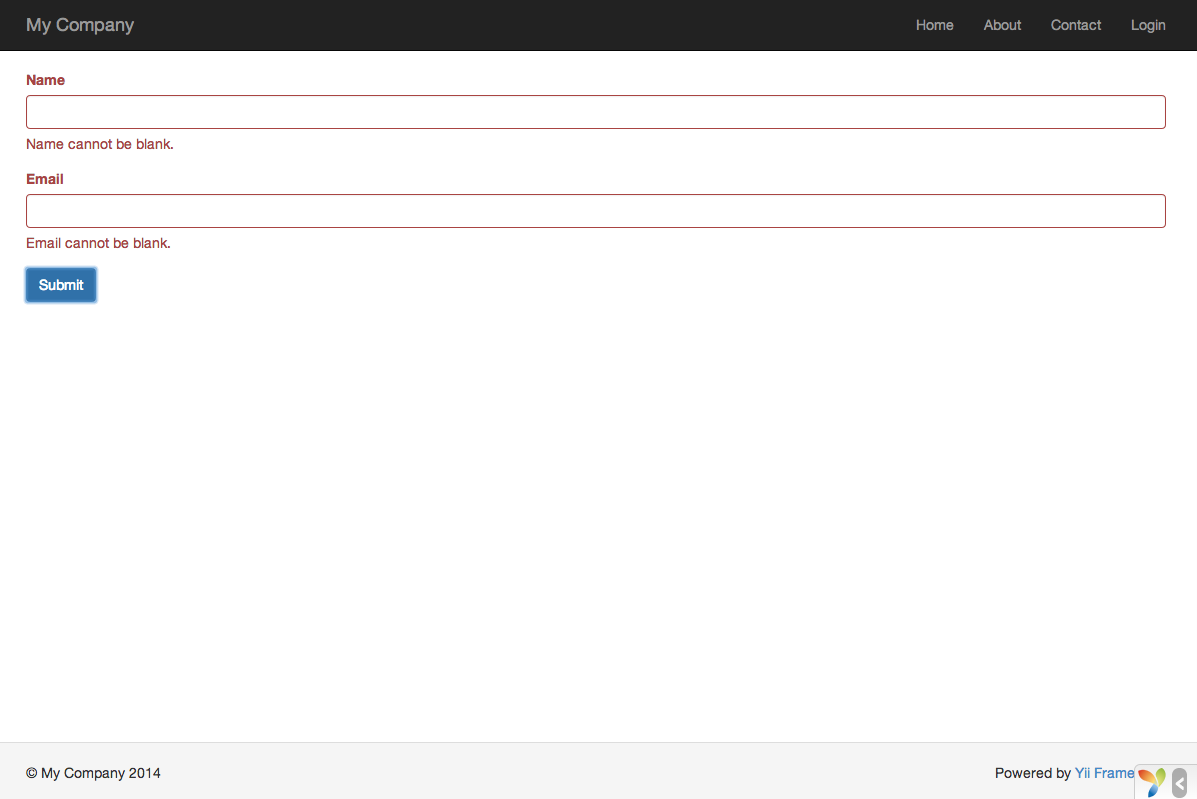 My Company Home About Contact Login
Name
Name cannot be blank.
Email
Email cannot be blank.
Submit
© My Company 2014 Powered by Yii Frame